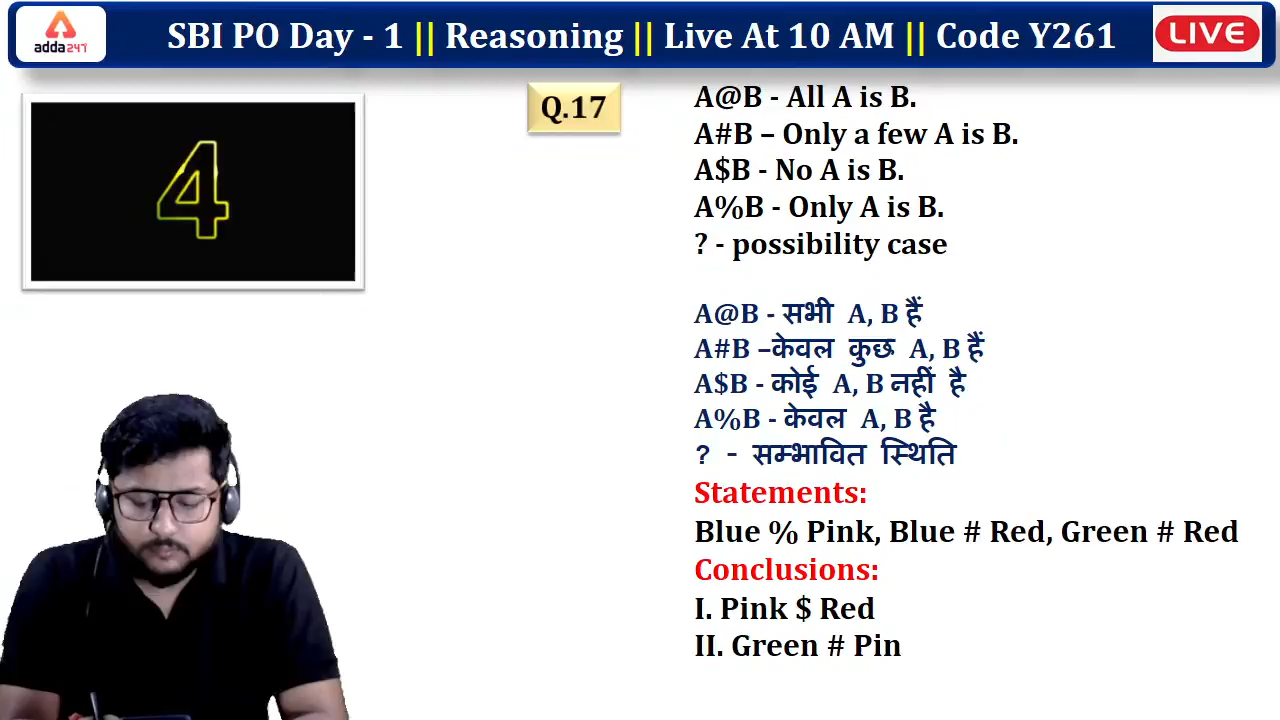 adda247
SBI PO Day - 1 || Reasoning || Live At 10 AM || Code Y261
LIVE
4
Q.17
A@B - All A is B.
A#B – Only a few A is B.
A$B - No A is B.
A%B - Only A is B.
? - possibility case
A@B - सभी A, B हैं
A#B –केवल कुछ A, B हैं
A$B - कोई A, B नहीं है
A%B - केवल A, B है
? - सम्भावित स्थिति
Statements:
Blue % Pink, Blue # Red, Green # Red
Conclusions:
I. Pink $ Red
II. Green # Pin